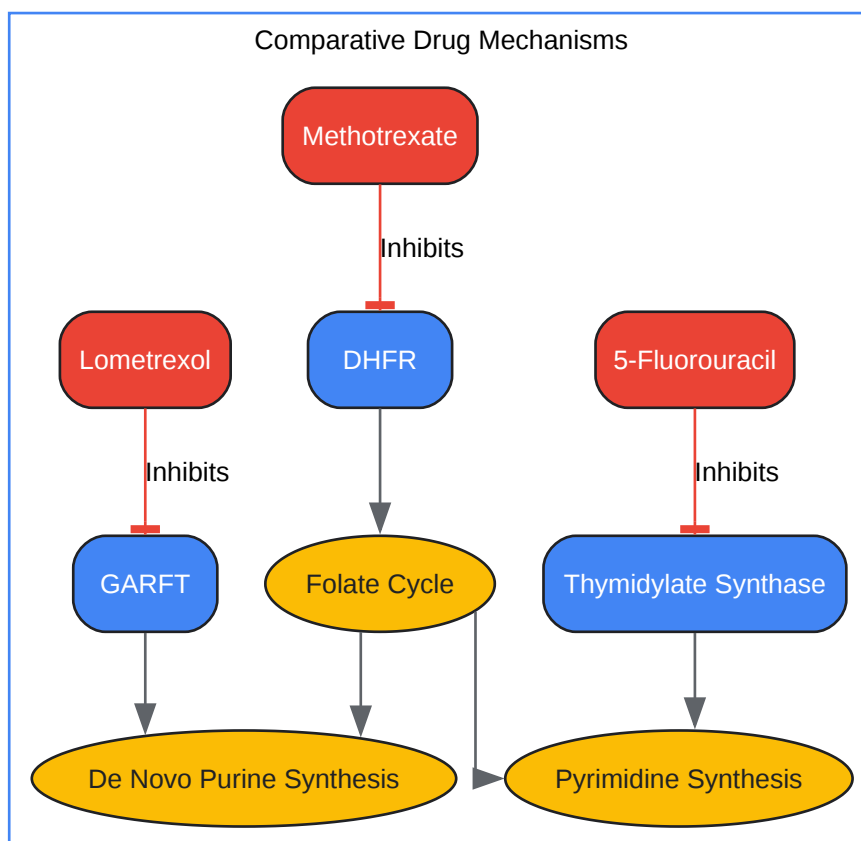 Comparative Drug Mechanisms
Methotrexate
Inhibits
Lometrexol
DHFR
5-Fluorouracil
Inhibits
Inhibits
GARFT
Folate Cycle
Thymidylate Synthase
De Novo Purine Synthesis
Pyrimidine Synthesis